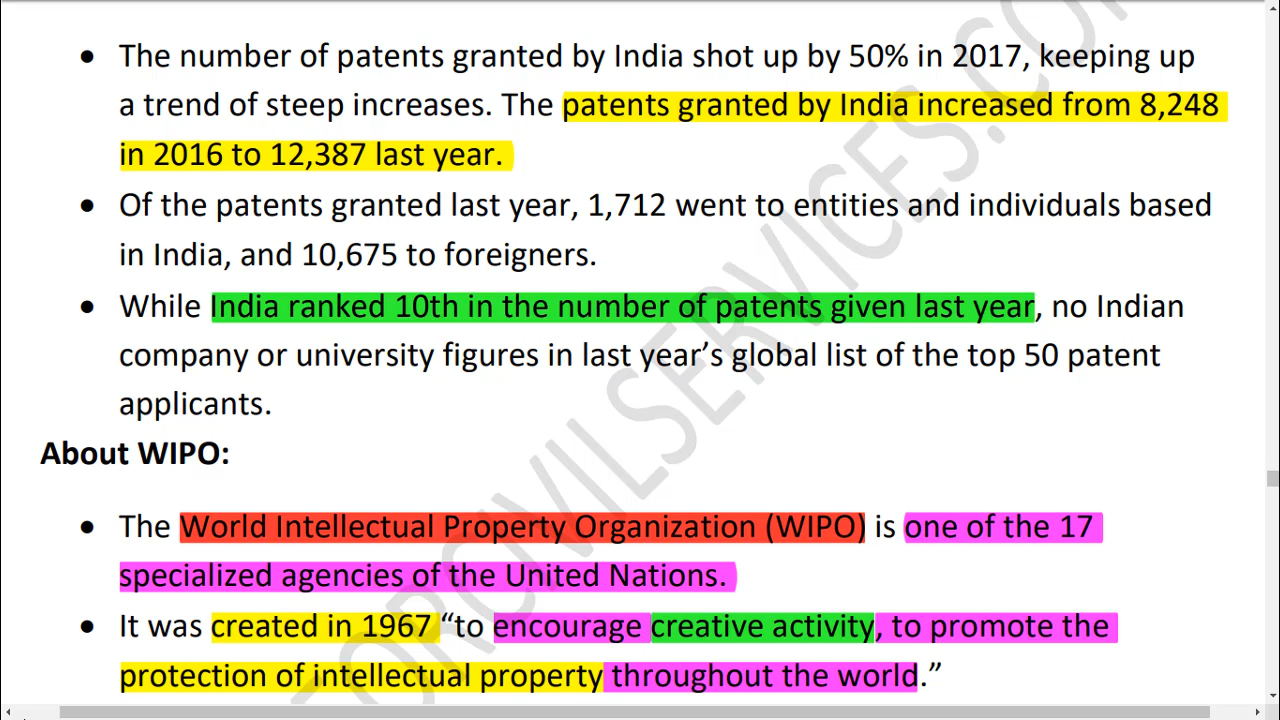 • The number of patents granted by India shot up by 50% in 2017, keeping up
a trend of steep increases. The patents granted by India increased from 8,248
in 2016 to 12,387 last year.
• Of the patents granted last year, 1,712 went to entities and individuals based
in India, and 10,675 to foreigners.
• While India ranked 10th in the number of patents given last year, no Indian
company or university figures in last year’s global list of the top 50 patent
applicants.
About WIPO:
• The World Intellectual Property Organization (WIPO) is one of the 17
specialized agencies of the United Nations.
• It was created in 1967 “to encourage creative activity, to promote the
protection of intellectual property throughout the world.”
FORCIVILSERVICES.COM